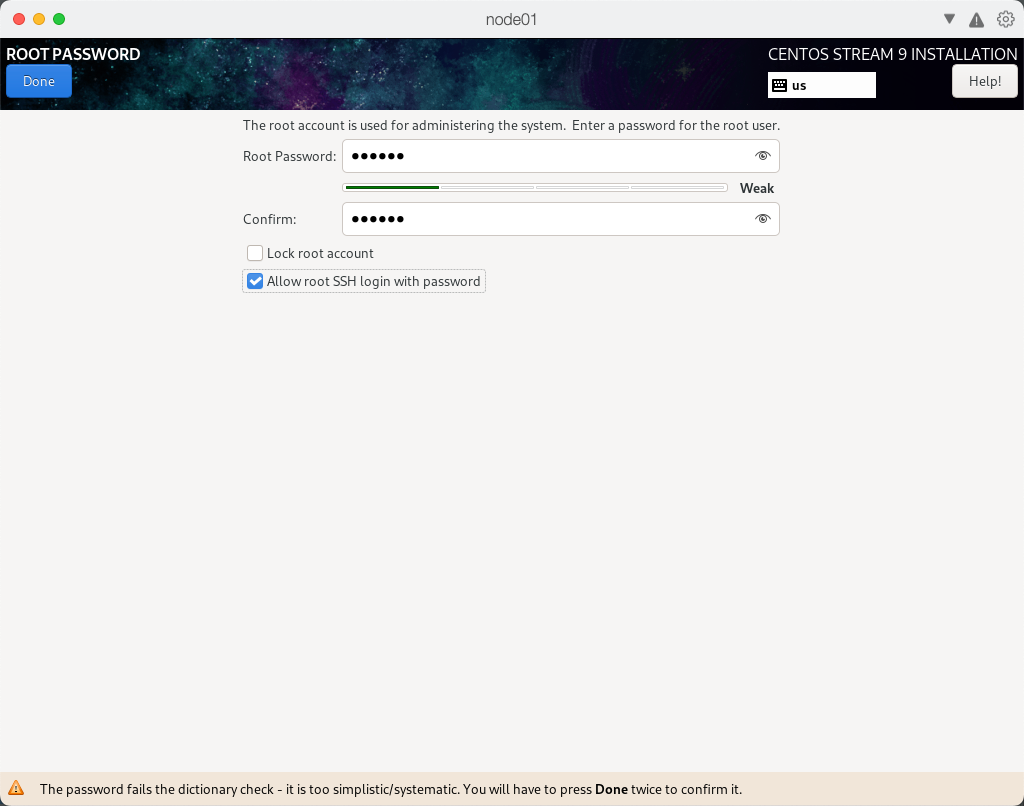 node01
ROOT PASSWORD
CENTOS STREAM 9 INSTALLATION
Done
us
Help!
The root account is used for administering the system.  Enter a password for the root user.
Root Password: ●●●●●●
Weak
Confirm: ●●●●●●
Lock root account
Allow root SSH login with password
The password fails the dictionary check - it is too simplistic/systematic. You will have to press Done twice to confirm it.